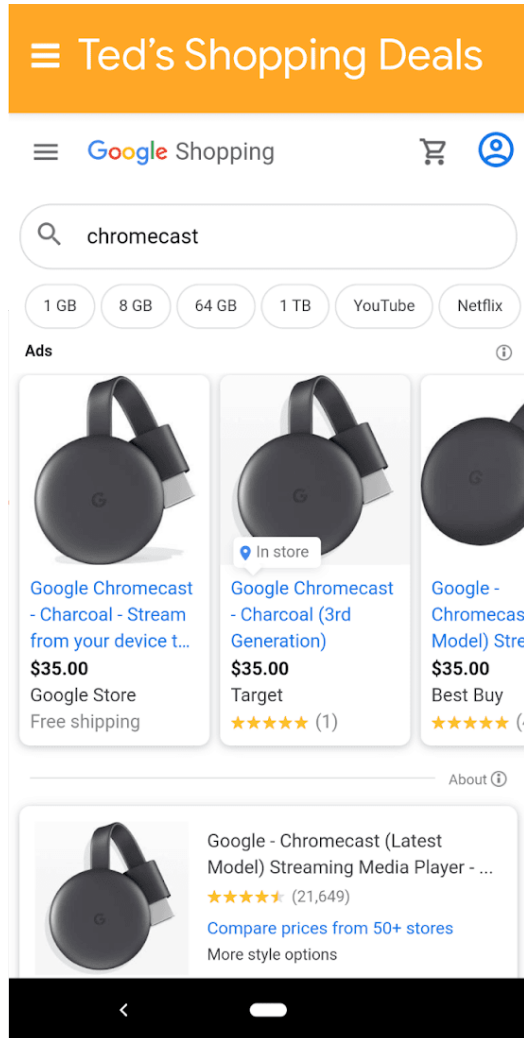 Ted's Shopping Deals
Google Shopping
chromecast
1 GB
8 GB
64 GB
1 TB
YouTube
Netflix
Ads
In store
Google Chromecast
- Charcoal - Stream
from your device t...
$35.00
Google Store
Free shipping
Google Chromecast
- Charcoal (3rd
Generation)
$35.00
Target
(1)
Google -
Chromecas
Model) Stre
$35.00
Best Buy
About
Google - Chromecast (Latest
Model) Streaming Media Player - ...
(21,649)
Compare prices from 50+ stores
More style options